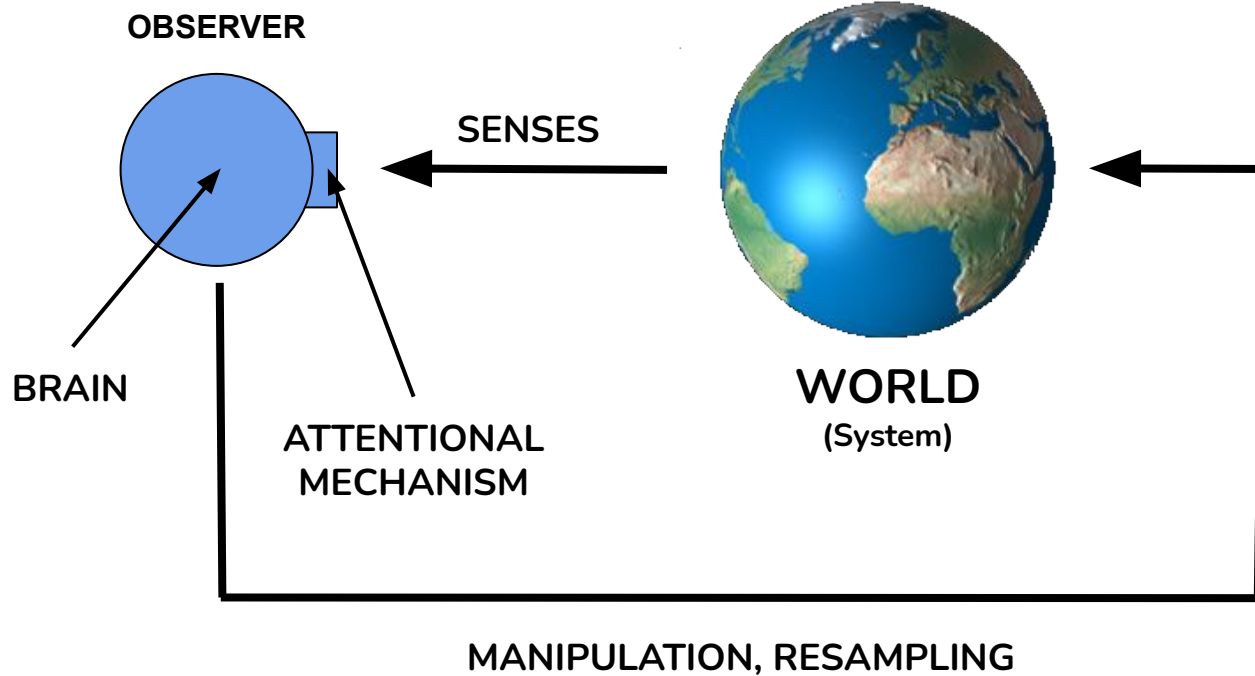 OBSERVER
SENSES
BRAIN
ATTENTIONAL
MECHANISM
WORLD
(System)
MANIPULATION, RESAMPLING